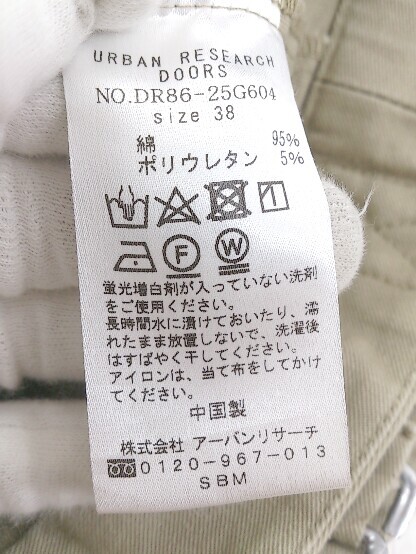 URBAN RESEARCH
DOORS
NO.DR86-25G604
size 38
綿 95%
ポリウレタン 5%
F W
蛍光増白剤が入っていない洗剤
をご使用ください。
長時間水に漬けておいたり、濡
れたまま放置しないで、洗濯後
はすばやく干してください。
アイロンは、当て布をしてかけ
てください。
中国製
株式会社 アーバンリサーチ
0120-967-013
SBM